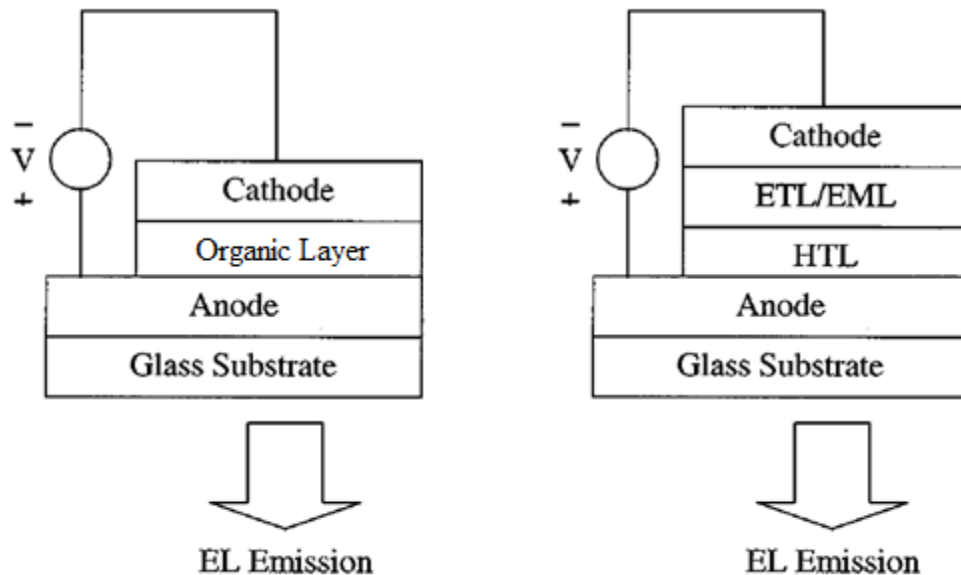 −
V
+
Cathode
Organic Layer
Anode
Glass Substrate
EL Emission
−
V
+
Cathode
ETL/EML
HTL
Anode
Glass Substrate
EL Emission